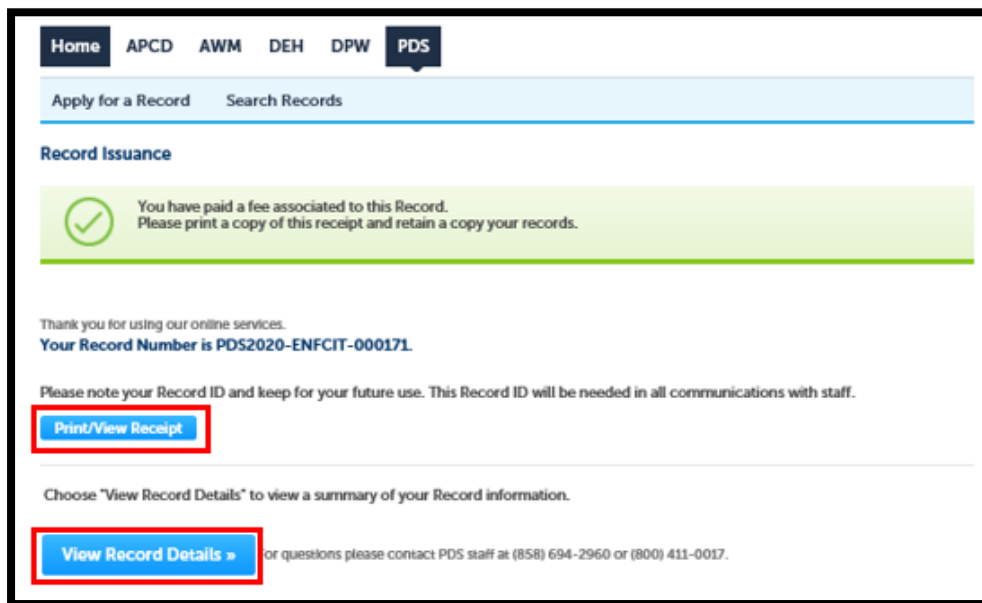 Home APCD AWM DEH DPW PDS
Apply for a Record Search Records
Record Issuance
You have paid a fee associated to this Record.
Please print a copy of this receipt and retain a copy your records.
Thank you for using our online services.
Your Record Number is PDS2020-ENFCIT-000171.
Please note your Record ID and keep for your future use. This Record ID will be needed in all communications with staff.
Print/View Receipt
Choose "View Record Details" to view a summary of your Record information.
View Record Details » or questions please contact PDS staff at (858) 694-2960 or (800) 411-0017.